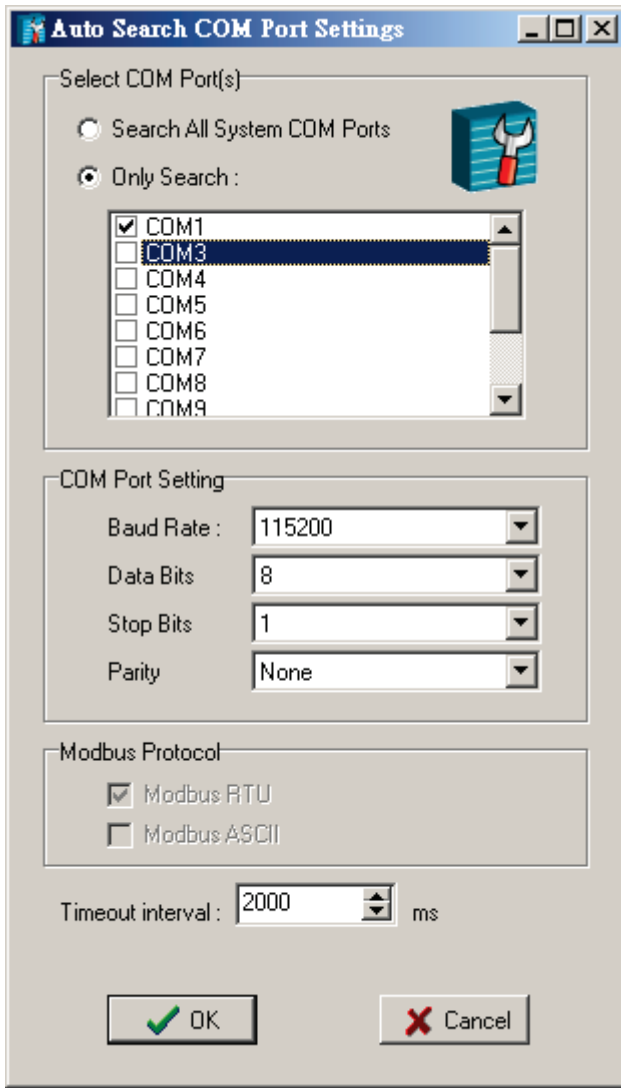 Auto Search COM Port Settings
Select COM Port(s)
Search All System COM Ports
Only Search :
COM1
COM3
COM4
COM5
COM6
COM7
COM8
COM9
COM Port Setting
Baud Rate : 115200
Data Bits 8
Stop Bits 1
Parity None
Modbus Protocol
Modbus RTU
Modbus ASCII
Timeout interval : 2000 ms
OK Cancel